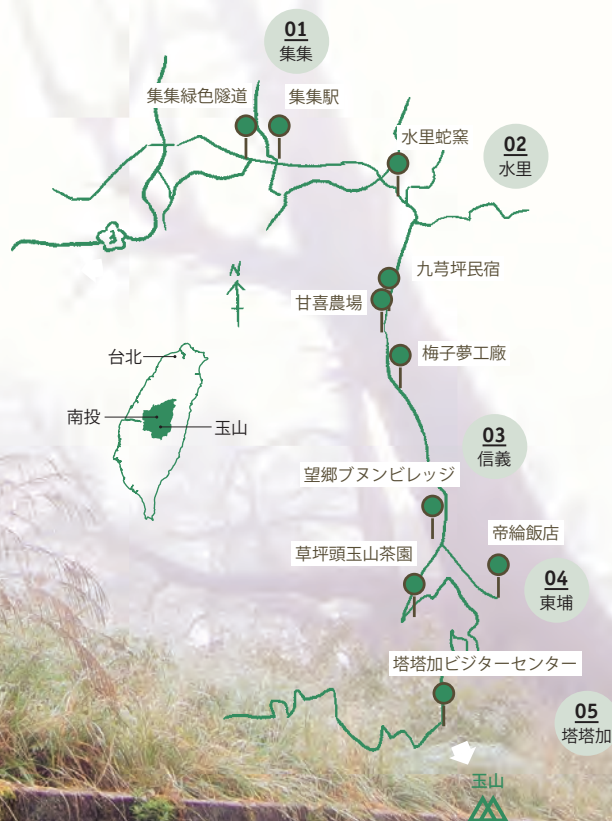 01
集集
集集緑色隧道
集集駅
水里蛇窯
02
水里
3
N
九芎坪民宿
甘喜農場
梅子夢工廠
台北
南投
玉山
03
信義
望郷ブヌンビレッジ
帝綸飯店
草坪頭玉山茶園
04
東埔
塔塔加ビジターセンター
05
塔塔加
玉山